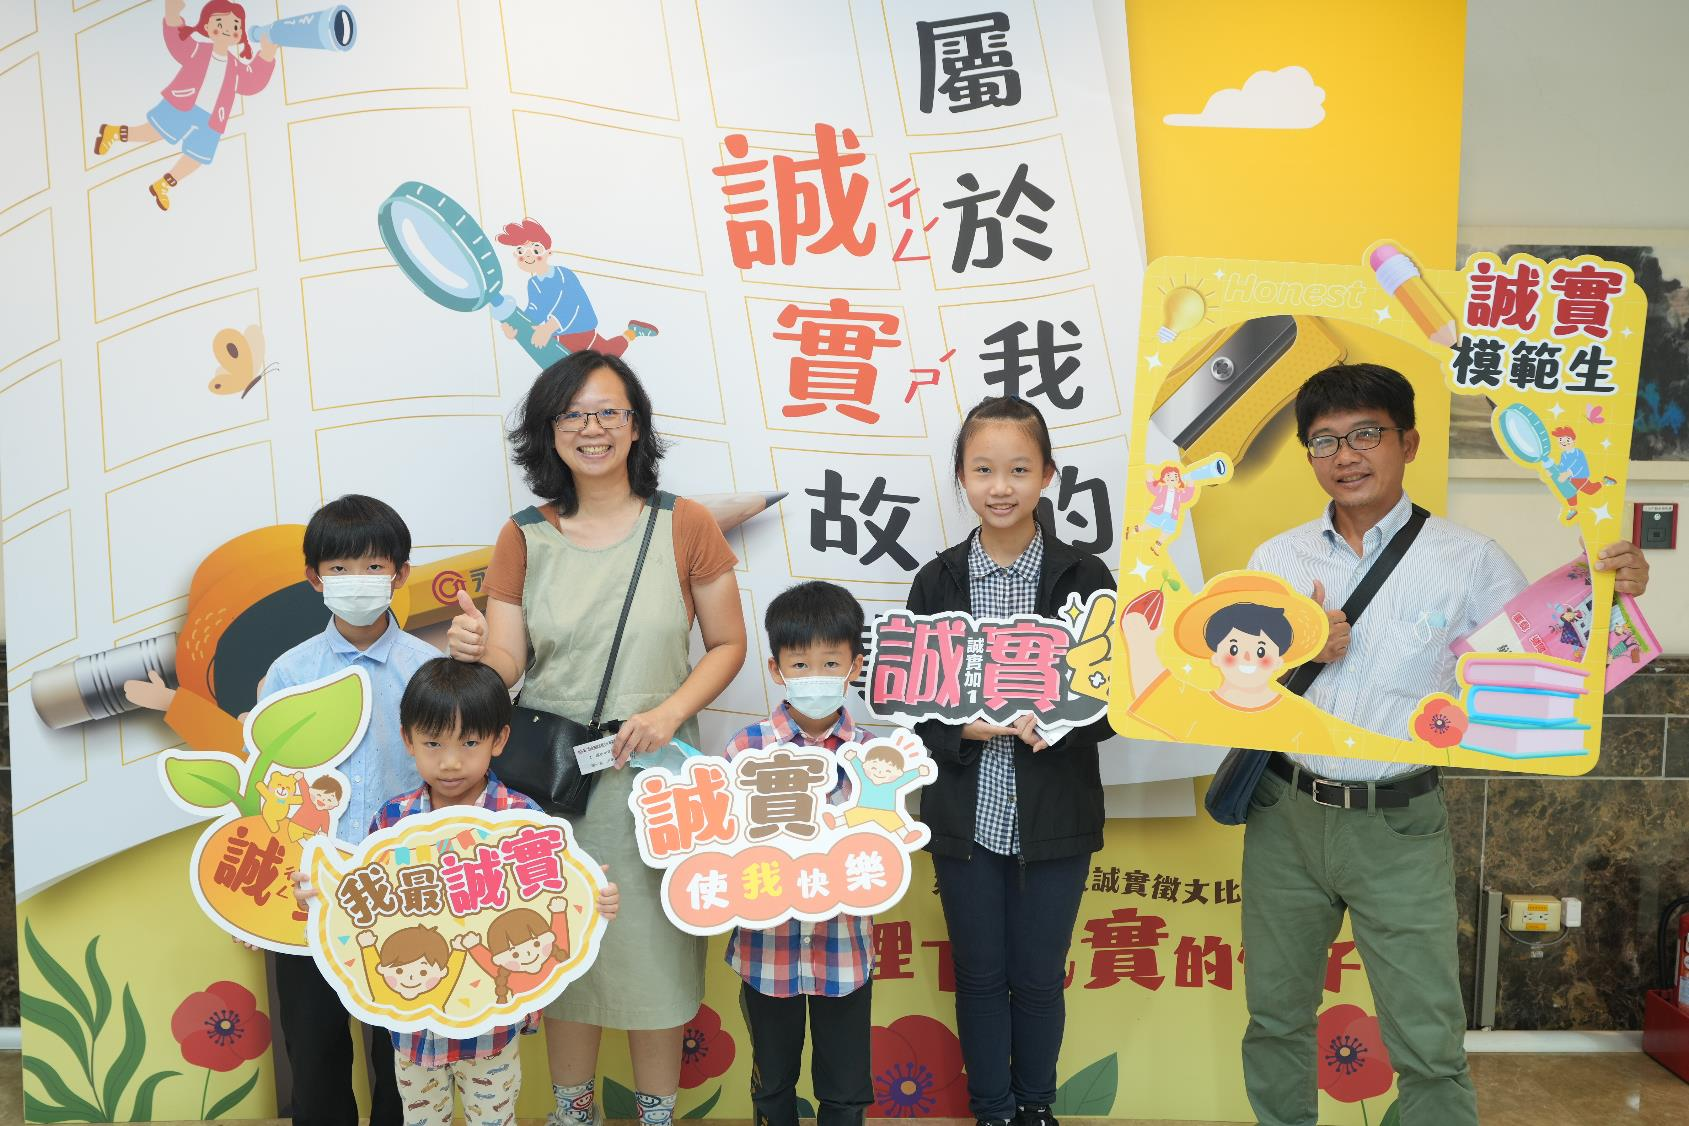 屬於我的
誠實
ㄔㄥˊ
ㄕˊ
故
Honest
誠實
模範生
誠實
誠實加1
誠
我最誠實
誠實
使我快樂
誠實徵文比
實的